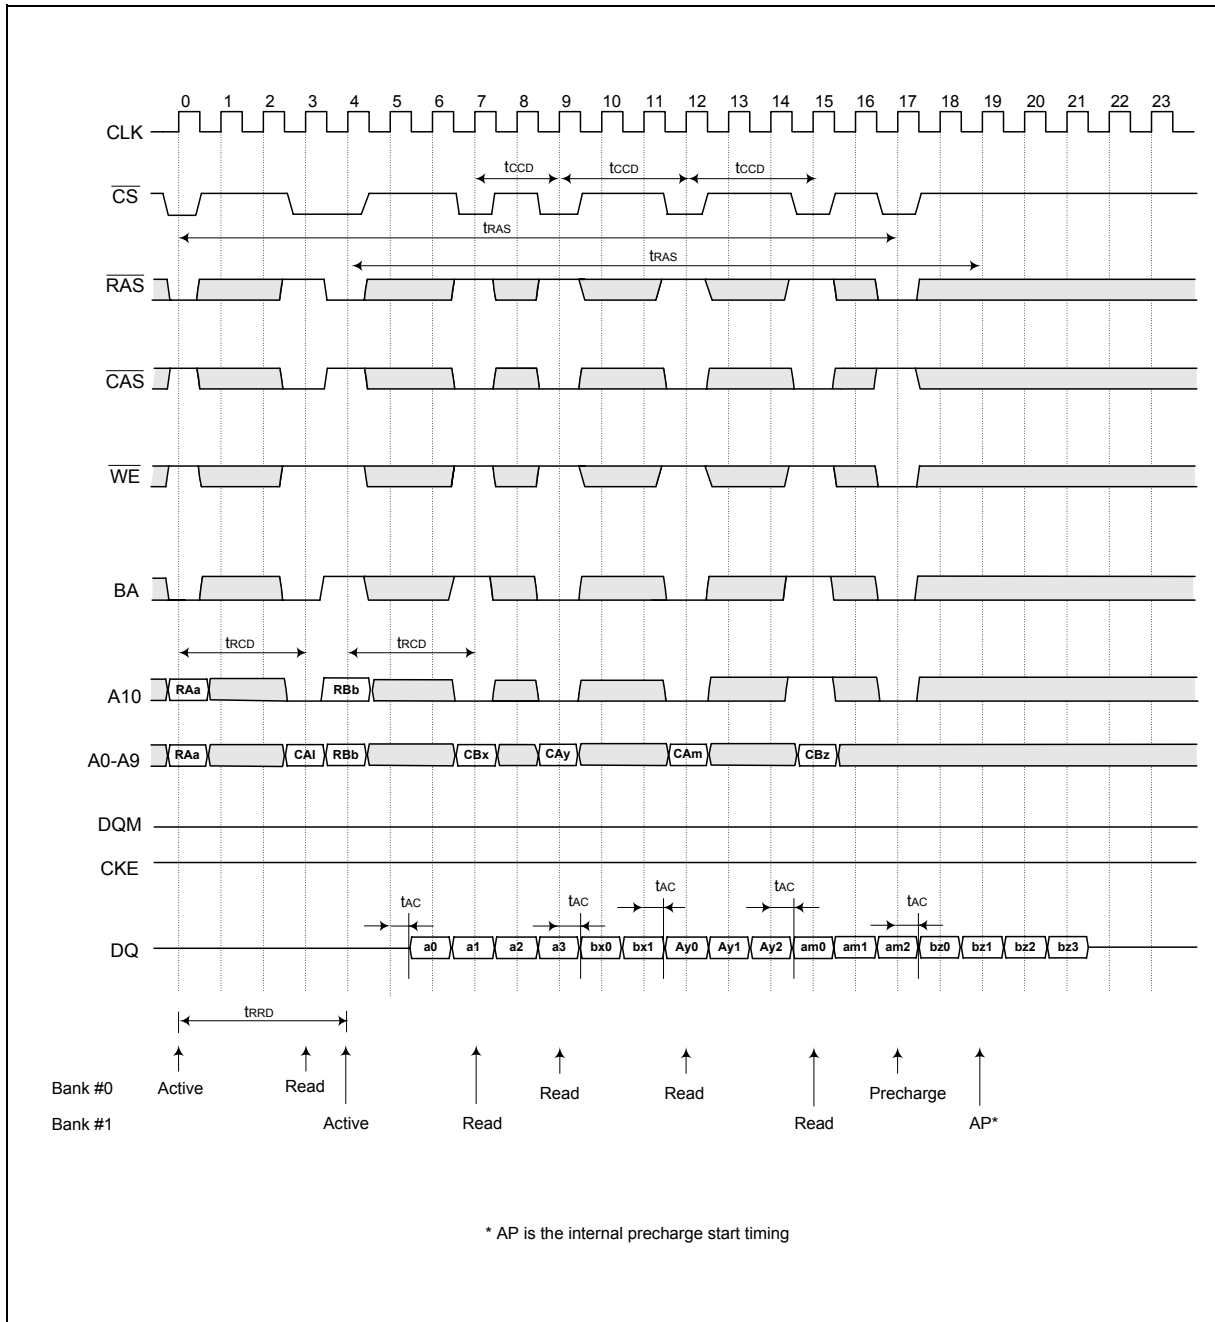 0 1 2 3 4 5 6 7 8 9 10 11 12 13 14 15 16 17 18 19 20 21 22 23
CLK
tCCD tCCD tCCD
CS
tRAS
tRAS
RAS
CAS
WE
BA
tRCD tRCD
A10 RAa RBb
A0-A9 RAa CAl RBb CBx CAy CAm CBz
DQM
CKE
tAC tAC tAC tAC tAC
DQ a0 a1 a2 a3 bx0 bx1 Ay0 Ay1 Ay2 am0 am1 am2 bz0 bz1 bz2 bz3
tRRD
Bank #0 Active Read Read Read Precharge
Bank #1 Active Read Read AP*
* AP is the internal precharge start timing